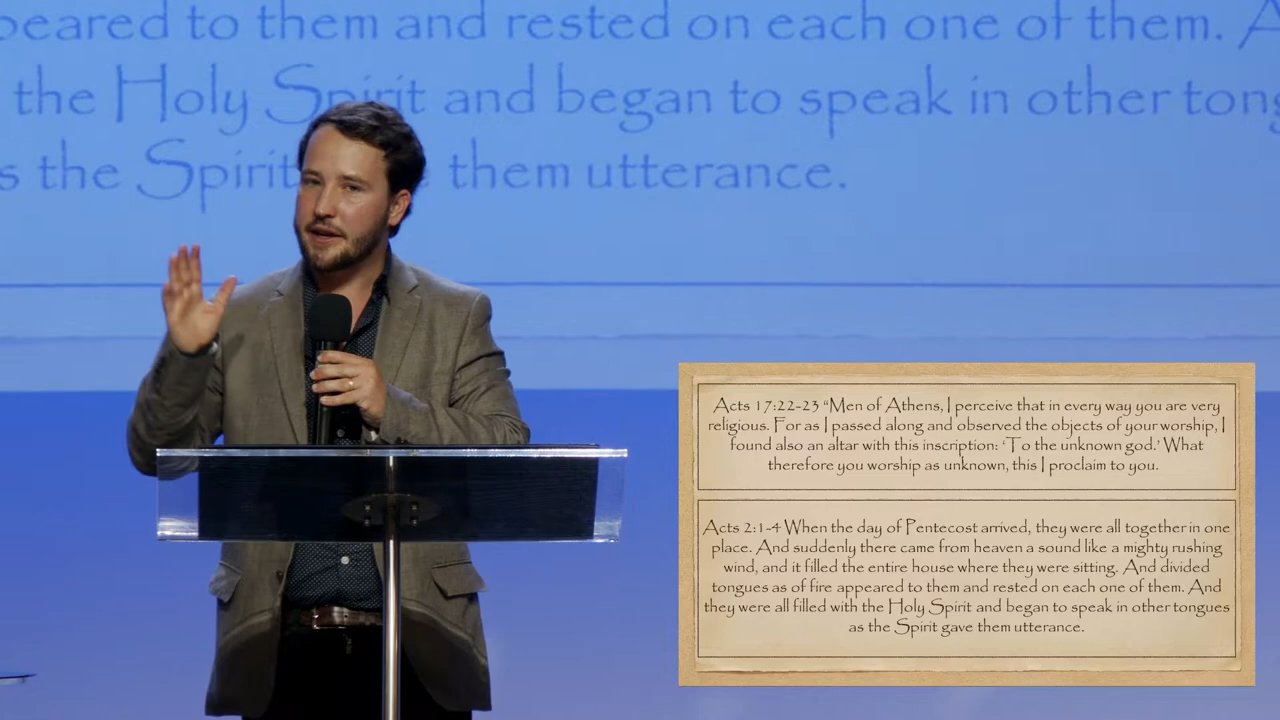 peared to them and rested on each one of them. A
the Holy Spirit and began to speak in other tong
s the Spirit them utterance.
Acts 17:22-23 “Men of Athens, I perceive that in every way you are very
religious. For as I passed along and observed the objects of your worship, I
found also an altar with this inscription: ‘To the unknown god.’ What
therefore you worship as unknown, this I proclaim to you.
Acts 2:1-4 When the day of Pentecost arrived, they were all together in one
place. And suddenly there came from heaven a sound like a mighty rushing
wind, and it filled the entire house where they were sitting. And divided
tongues as of fire appeared to them and rested on each one of them. And
they were all filled with the Holy Spirit and began to speak in other tongues
as the Spirit gave them utterance.